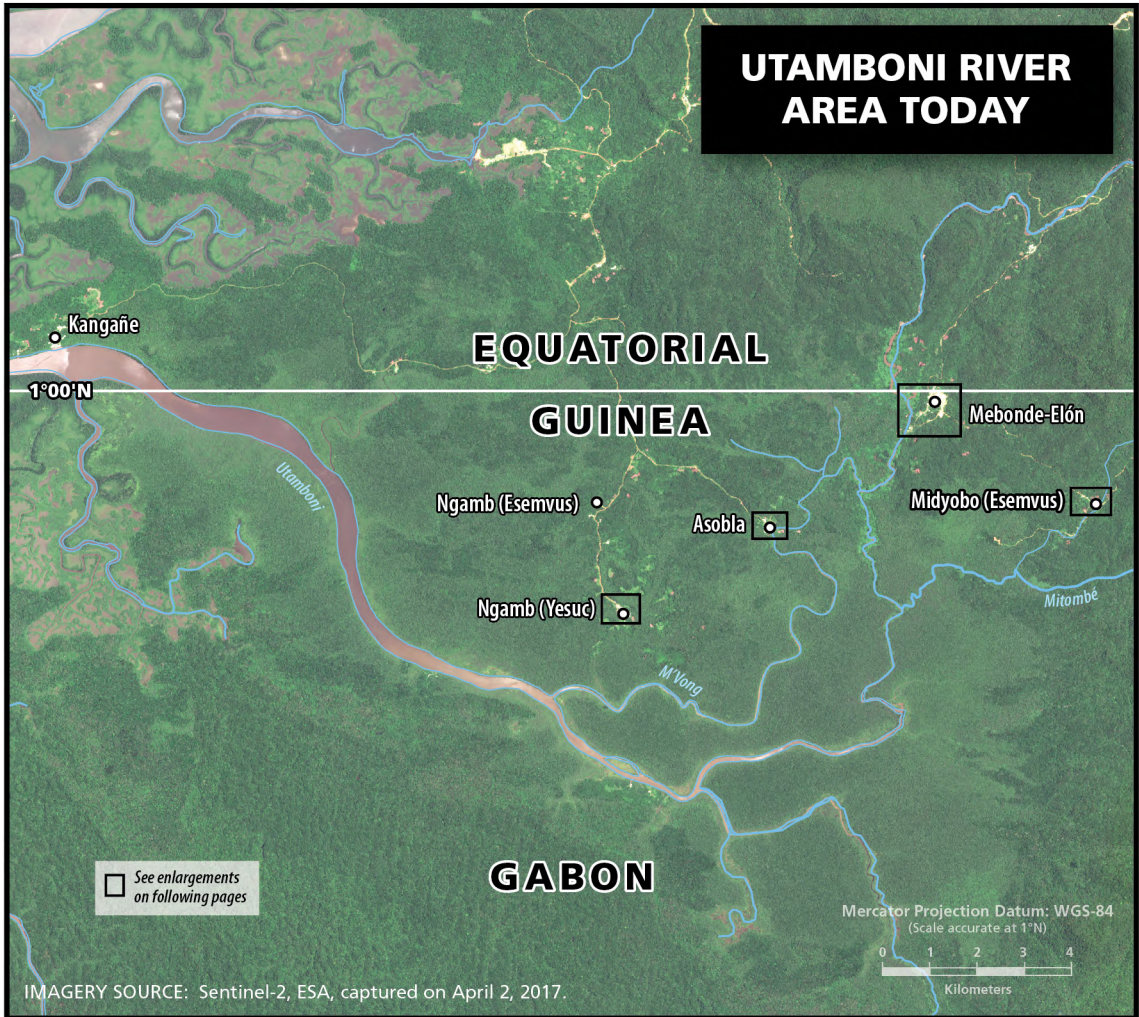 UTAMBONI RIVER
AREA TODAY
Kangañe
EQUATORIAL
1°00'N
GUINEA
Mebonde-Elón
Utamboni
Ngamb (Esemvus)
Midyobo (Esemvus)
Asobla
Mitombé
Ngamb (Yesuc)
M'Vong
GABON
See enlargements
on following pages
Mercator Projection Datum: WGS-84
(Scale accurate at 1°N)
0 1 2 3 4
Kilometers
IMAGERY SOURCE: Sentinel-2, ESA, captured on April 2, 2017.